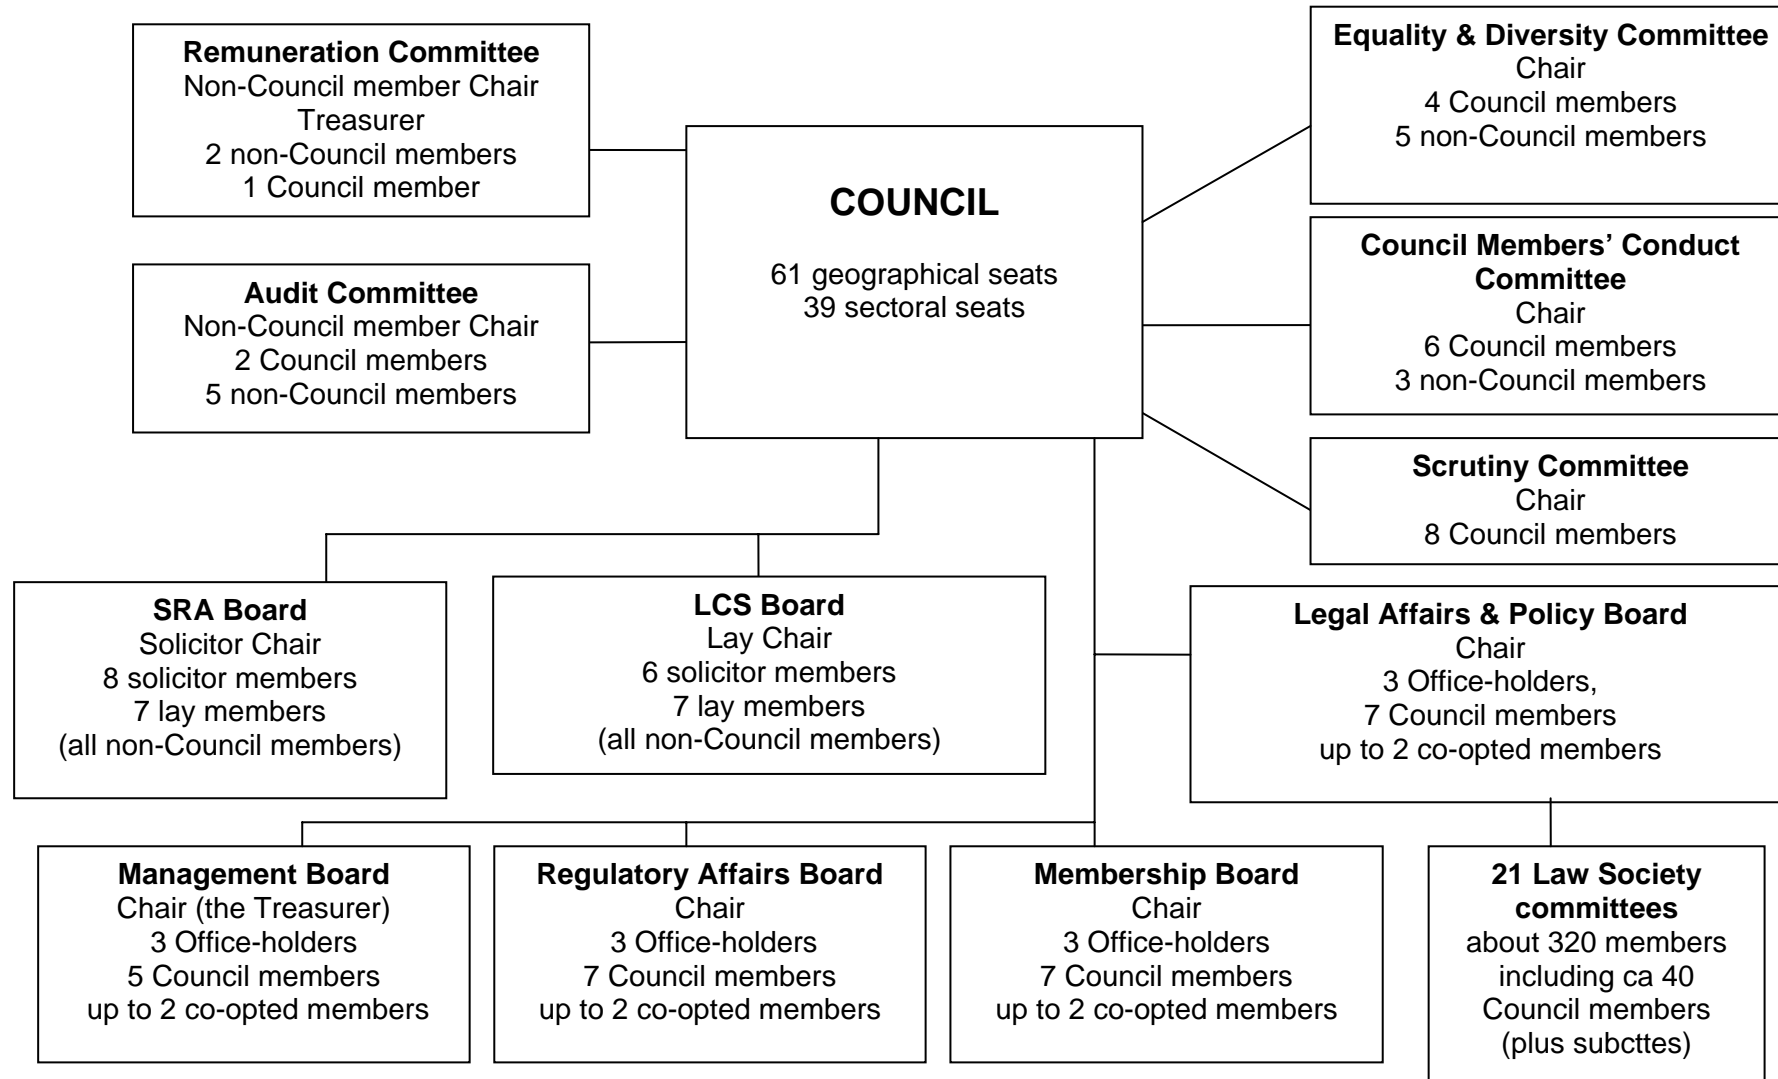 Remuneration Committee
Non-Council member Chair
Treasurer
2 non-Council members
1 Council member
Equality & Diversity Committee
Chair
4 Council members
5 non-Council members
COUNCIL
61 geographical seats
39 sectoral seats
Audit Committee
Non-Council member Chair
2 Council members
5 non-Council members
Council Members’ Conduct
Committee
Chair
6 Council members
3 non-Council members
Scrutiny Committee
Chair
8 Council members
SRA Board
Solicitor Chair
8 solicitor members
7 lay members
(all non-Council members)
LCS Board
Lay Chair
6 solicitor members
7 lay members
(all non-Council members)
Legal Affairs & Policy Board
Chair
3 Office-holders,
7 Council members
up to 2 co-opted members
Management Board
Chair (the Treasurer)
3 Office-holders
5 Council members
up to 2 co-opted members
Regulatory Affairs Board
Chair
3 Office-holders
7 Council members
up to 2 co-opted members
Membership Board
Chair
3 Office-holders
7 Council members
up to 2 co-opted members
21 Law Society
committees
about 320 members
including ca 40
Council members
(plus subcttes)